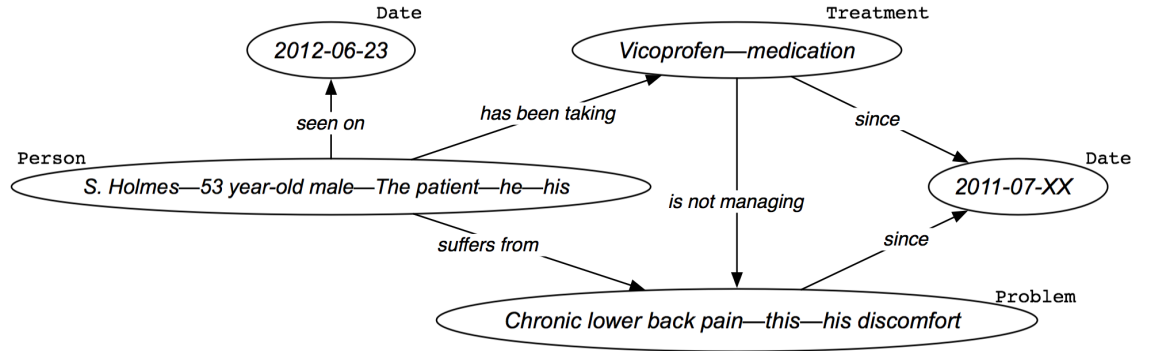 Date
Treatment
2012-06-23
Vicoprofen—medication
seen on
has been taking
since
Person
Date
S. Holmes—53 year-old male—The patient—he—his
2011-07-XX
is not managing
suffers from
since
Problem
Chronic lower back pain—this—his discomfort